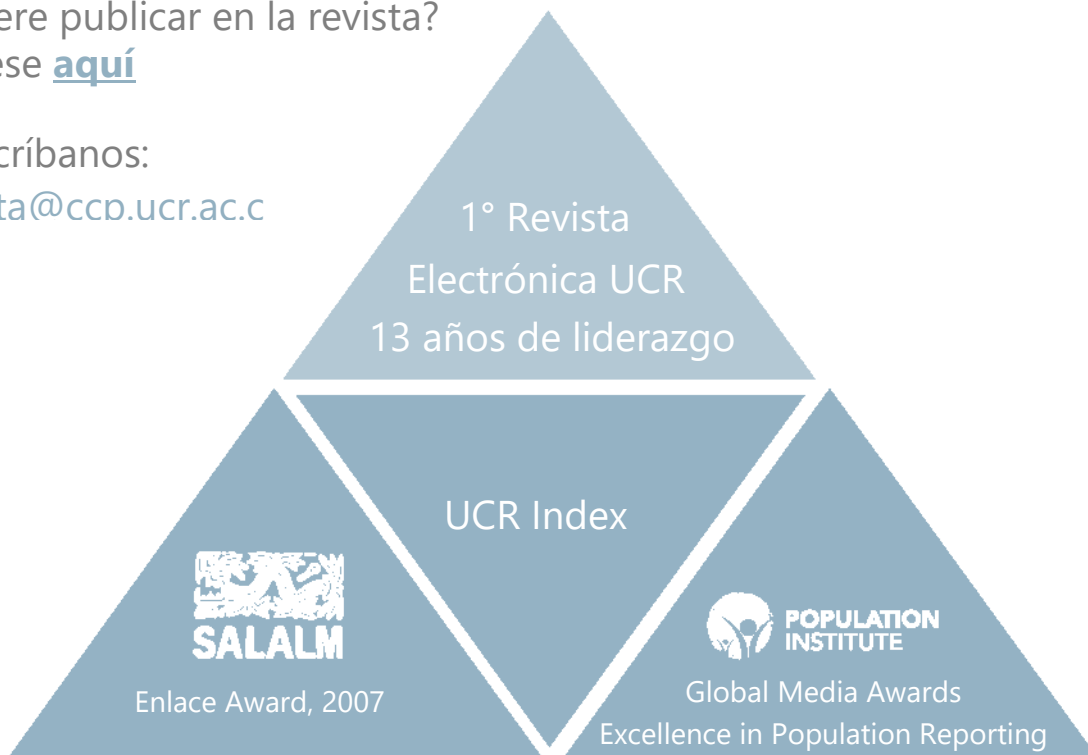 ere publicar en la revista?
ese aquí
críbanos:
ta@ccp.ucr.ac.c
1° Revista
Electrónica UCR
13 años de liderazgo
UCR Index
SALALM
Enlace Award, 2007
POPULATION
INSTITUTE
Global Media Awards
Excellence in Population Reporting